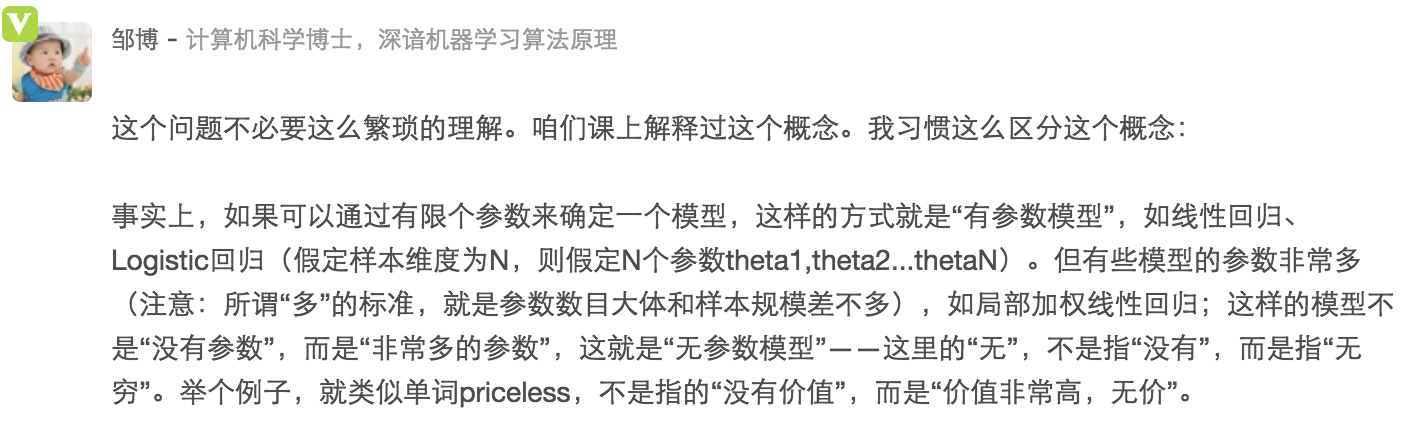 V
邹博 - 计算机科学博士，深谙机器学习算法原理
这个问题不必要这么繁琐的理解。咱们课上解释过这个概念。我习惯这么区分这个概念：
事实上，如果可以通过有限个参数来确定一个模型，这样的方式就是“有参数模型”，如线性回归、
Logistic回归（假定样本维度为N，则假定N个参数theta1,theta2...thetaN）。但有些模型的参数非常多
（注意：所谓“多”的标准，就是参数数目大体和样本规模差不多），如局部加权线性回归；这样的模型不
是“没有参数”，而是“非常多的参数”，这就是“无参数模型”——这里的“无”，不是指“没有”，而是指“无
穷”。举个例子，就类似单词priceless，不是指的“没有价值”，而是“价值非常高，无价”。